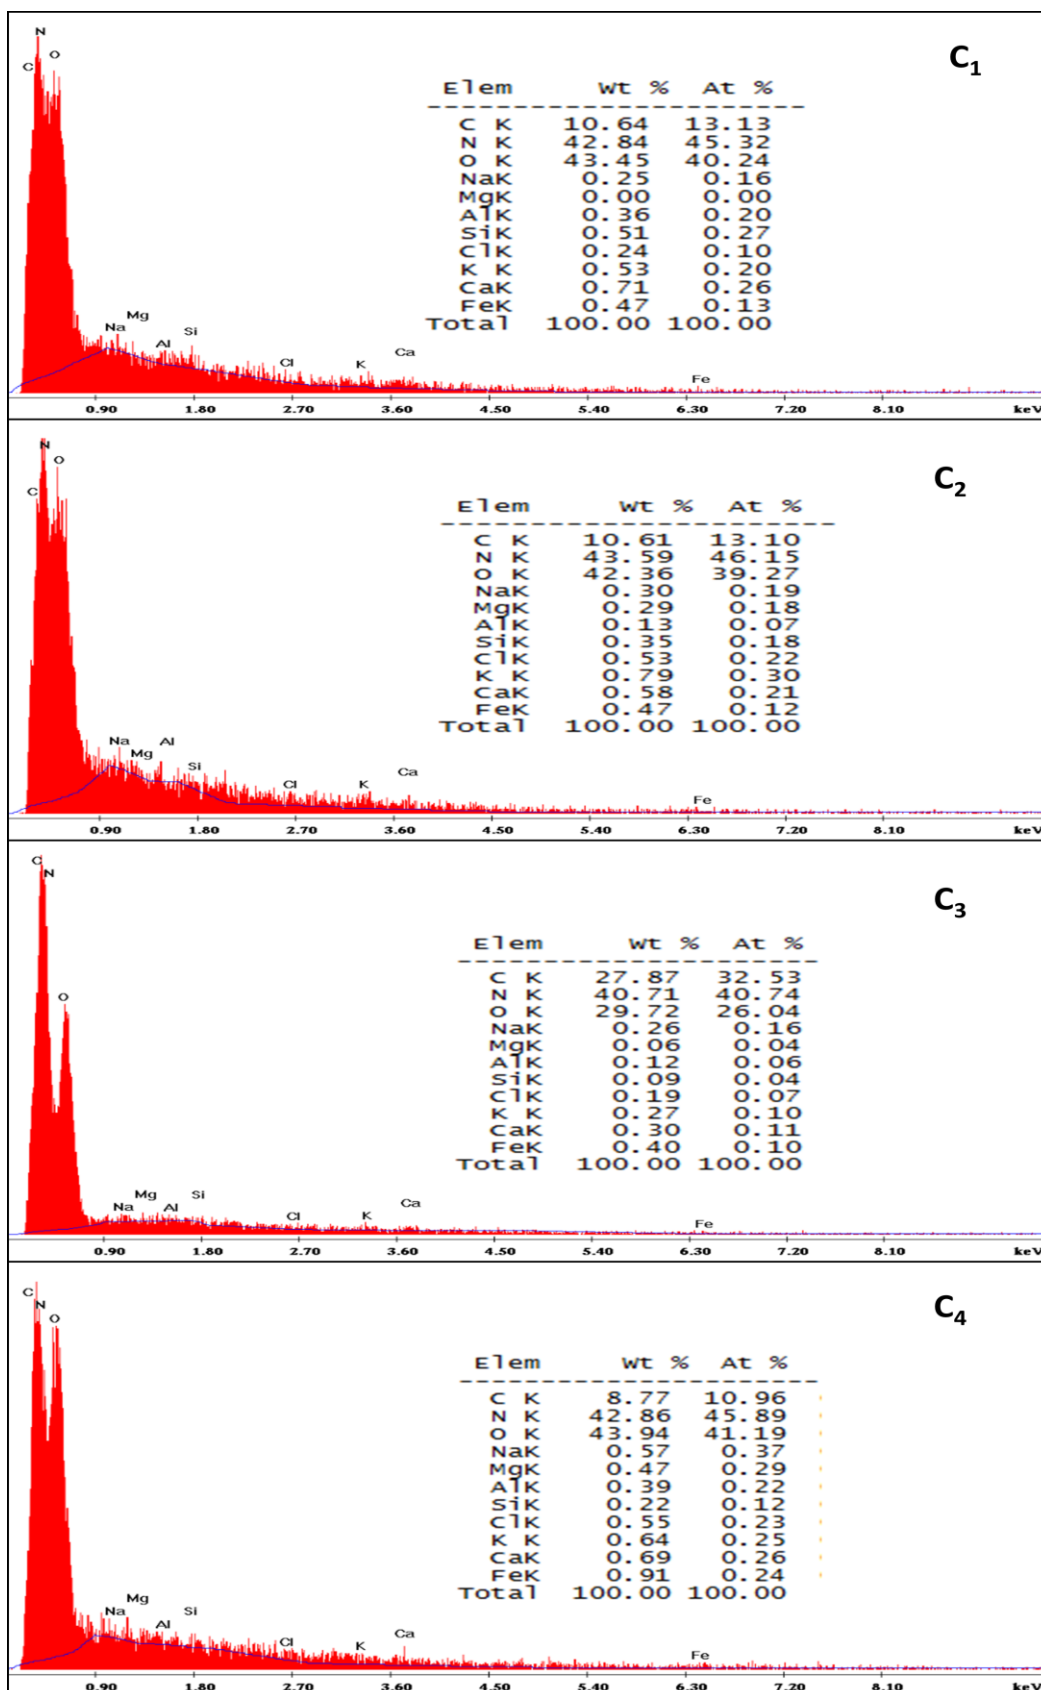 N
O
C
C1
Elem Wt % At %
C K 10.64 13.13
N K 42.84 45.32
O K 43.45 40.24
NaK 0.25 0.16
MgK 0.00 0.00
AlK 0.36 0.20
SiK 0.51 0.27
ClK 0.24 0.10
K K 0.53 0.20
CaK 0.71 0.26
FeK 0.47 0.13
Total 100.00 100.00
Na Mg Al Si Cl K Ca Fe
0.90 1.80 2.70 3.60 4.50 5.40 6.30 7.20 8.10 keV
N
O
C
C2
Elem Wt % At %
C K 10.61 13.10
N K 43.59 46.15
O K 42.36 39.27
NaK 0.30 0.19
MgK 0.29 0.18
AlK 0.13 0.07
SiK 0.35 0.18
ClK 0.53 0.22
K K 0.79 0.30
CaK 0.58 0.21
FeK 0.47 0.12
Total 100.00 100.00
Na Mg Al Si Cl K Ca Fe
0.90 1.80 2.70 3.60 4.50 5.40 6.30 7.20 8.10 keV
C
N
O
C3
Elem Wt % At %
C K 27.87 32.53
N K 40.71 40.74
O K 29.72 26.04
NaK 0.26 0.16
MgK 0.06 0.04
AlK 0.12 0.06
SiK 0.09 0.04
ClK 0.19 0.07
K K 0.27 0.10
CaK 0.30 0.11
FeK 0.40 0.10
Total 100.00 100.00
Na Mg Al Si Cl K Ca Fe
0.90 1.80 2.70 3.60 4.50 5.40 6.30 7.20 8.10 keV
C
N
O
C4
Elem Wt % At %
C K 8.77 10.96
N K 42.86 45.89
O K 43.94 41.19
NaK 0.57 0.37
MgK 0.47 0.29
AlK 0.39 0.22
SiK 0.22 0.12
ClK 0.55 0.23
K K 0.64 0.25
CaK 0.69 0.26
FeK 0.91 0.24
Total 100.00 100.00
Na Mg Al Si Cl K Ca Fe
0.90 1.80 2.70 3.60 4.50 5.40 6.30 7.20 8.10 keV